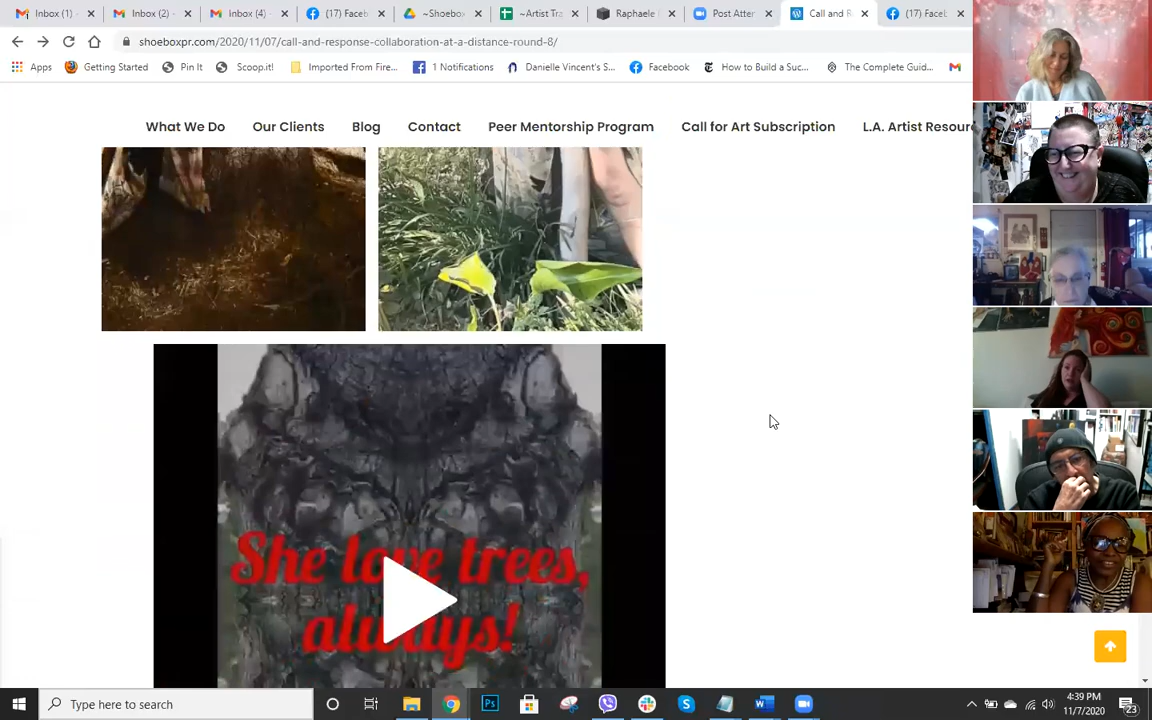 Inbox (1) -
Inbox (2) -
Inbox (4) -
(17) Faceb
~Shoebox
~Artist Tra
Raphaele
Post Atter
Call and R
(17) Faceb
shoeboxpr.com/2020/11/07/call-and-response-collaboration-at-a-distance-round-8/
Apps
Getting Started
Pin It
Scoop.it!
Imported From Fire...
1 Notifications
Danielle Vincent's S...
Facebook
How to Build a Suc...
The Complete Guid...
What We Do
Our Clients
Blog
Contact
Peer Mentorship Program
Call for Art Subscription
L.A. Artist Resour
She love trees,
always!
Type here to search
4:39 PM
11/7/2020
23